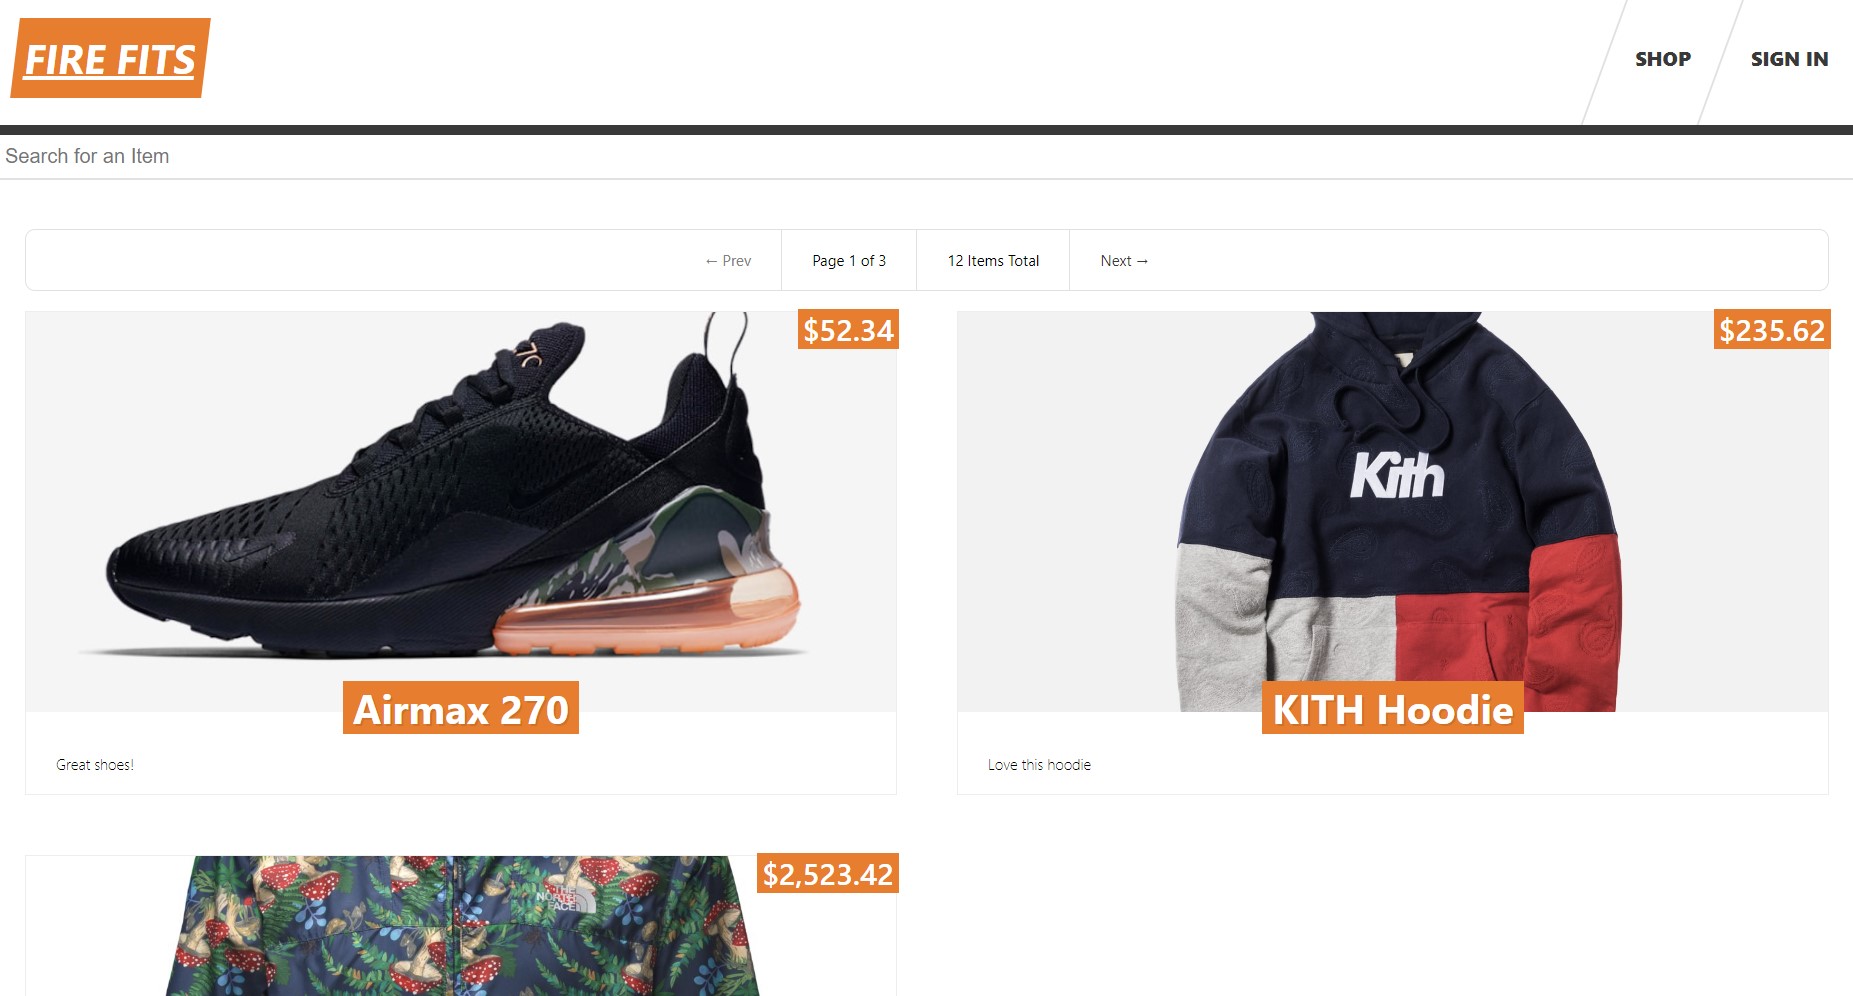 FIRE FITS
SHOP
SIGN IN
Search for an Item
← Prev
Page 1 of 3
12 Items Total
Next →
$52.34
$235.62
Kith
Airmax 270
KITH Hoodie
Great shoes!
Love this hoodie
$2,523.42
THE
NORTH
FACE